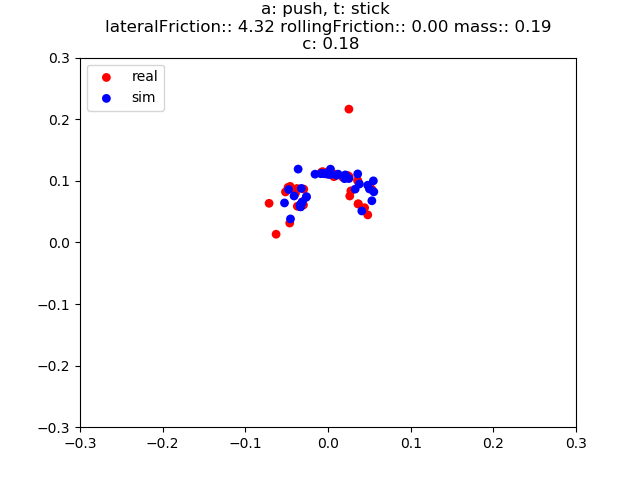 a: push, t: stick
lateralFriction:: 4.32 rollingFriction:: 0.00 mass:: 0.19
c: 0.18
real
sim
0.3
0.2
0.1
0.0
−0.1
−0.2
−0.3
−0.3
−0.2
−0.1
0.0
0.1
0.2
0.3